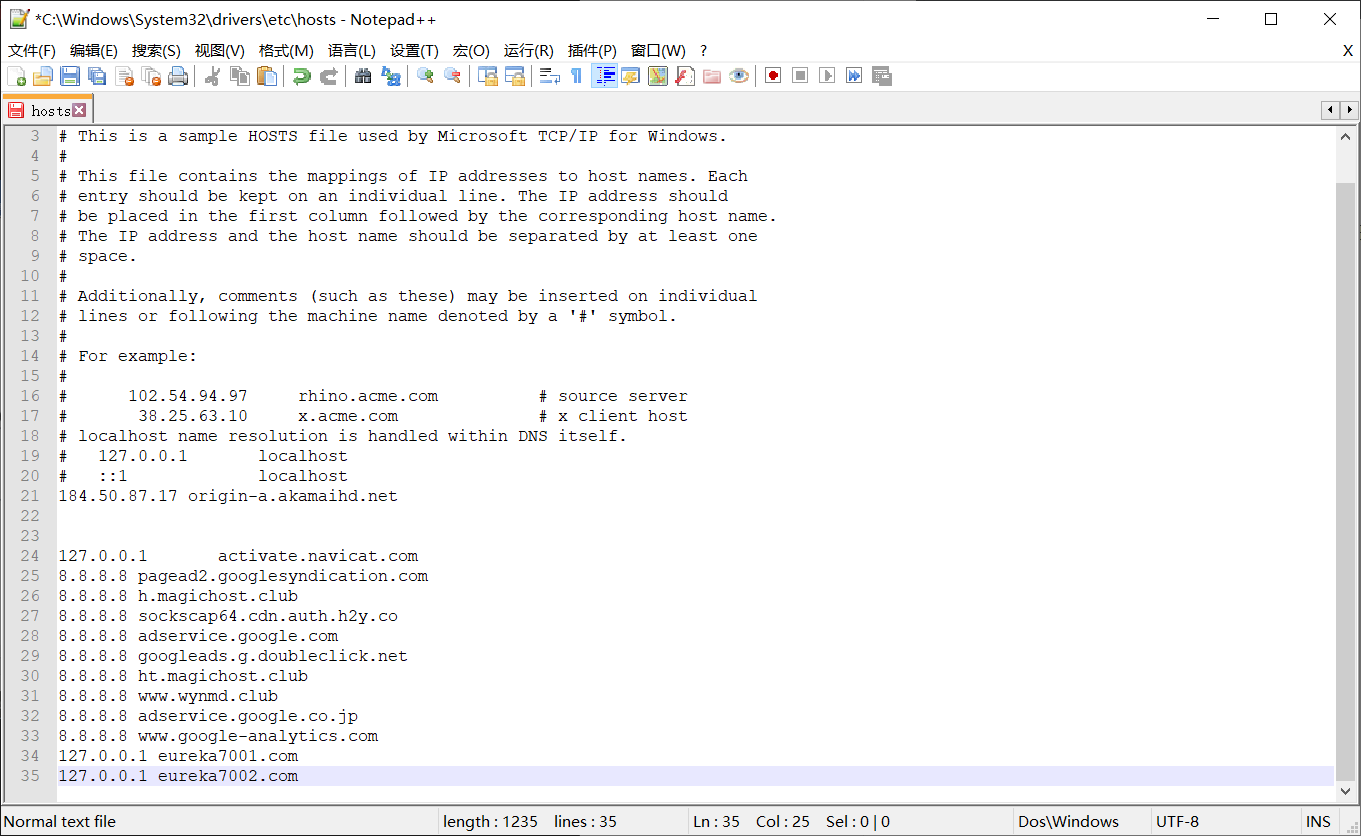 *C:\Windows\System32\drivers\etc\hosts - Notepad++
文件(F) 编辑(E) 搜索(S) 视图(V) 格式(M) 语言(L) 设置(T) 宏(O) 运行(R) 插件(P) 窗口(W) ? X
hosts
3 # This is a sample HOSTS file used by Microsoft TCP/IP for Windows.
4 #
5 # This file contains the mappings of IP addresses to host names. Each
6 # entry should be kept on an individual line. The IP address should
7 # be placed in the first column followed by the corresponding host name.
8 # The IP address and the host name should be separated by at least one
9 # space.
10 #
11 # Additionally, comments (such as these) may be inserted on individual
12 # lines or following the machine name denoted by a '#' symbol.
13 #
14 # For example:
15 #
16 #      102.54.94.97     rhino.acme.com          # source server
17 #       38.25.63.10     x.acme.com              # x client host
18 # localhost name resolution is handled within DNS itself.
19 #   127.0.0.1       localhost
20 #   ::1             localhost
21 184.50.87.17 origin-a.akamaihd.net
22
23
24 127.0.0.1       activate.navicat.com
25 8.8.8.8 pagead2.googlesyndication.com
26 8.8.8.8 h.magichost.club
27 8.8.8.8 sockscap64.cdn.auth.h2y.co
28 8.8.8.8 adservice.google.com
29 8.8.8.8 googleads.g.doubleclick.net
30 8.8.8.8 ht.magichost.club
31 8.8.8.8 www.wynmd.club
32 8.8.8.8 adservice.google.co.jp
33 8.8.8.8 www.google-analytics.com
34 127.0.0.1 eureka7001.com
35 127.0.0.1 eureka7002.com
Normal text file length : 1235 lines : 35 Ln : 35 Col : 25 Sel : 0 | 0 Dos\Windows UTF-8 INS